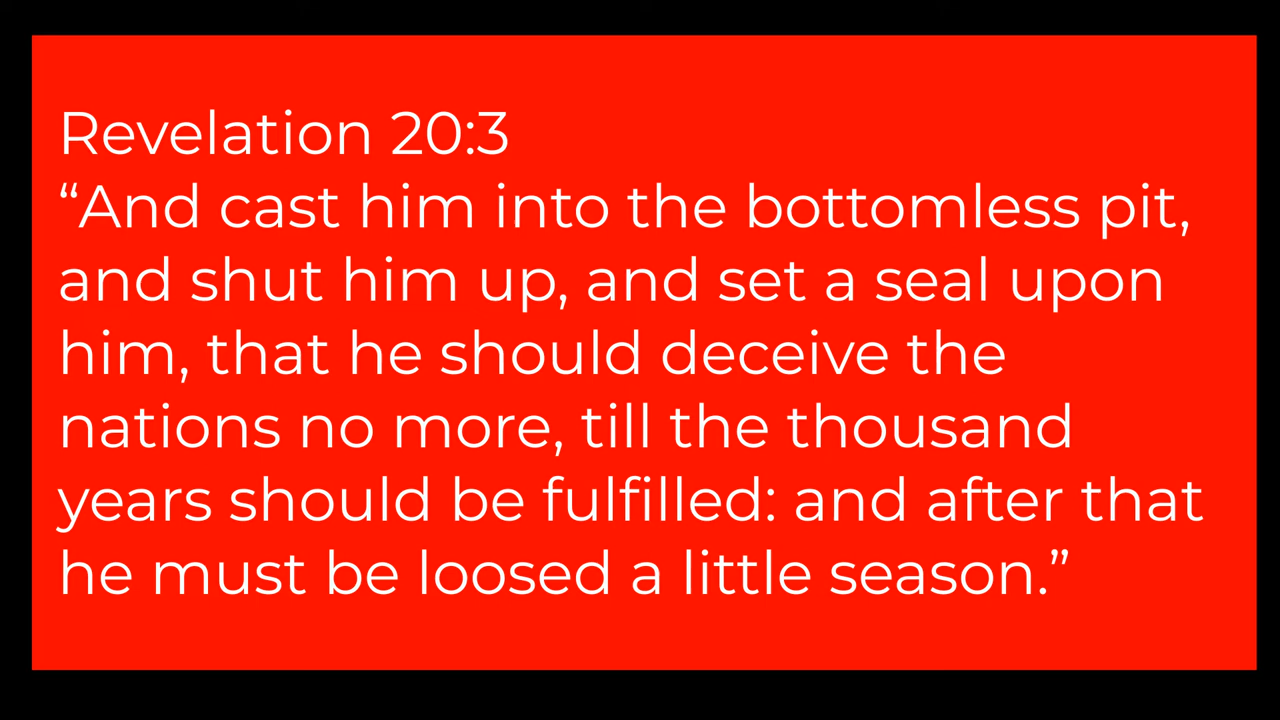 Revelation 20:3
“And cast him into the bottomless pit,
and shut him up, and set a seal upon
him, that he should deceive the
nations no more, till the thousand
years should be fulfilled: and after that
he must be loosed a little season.”